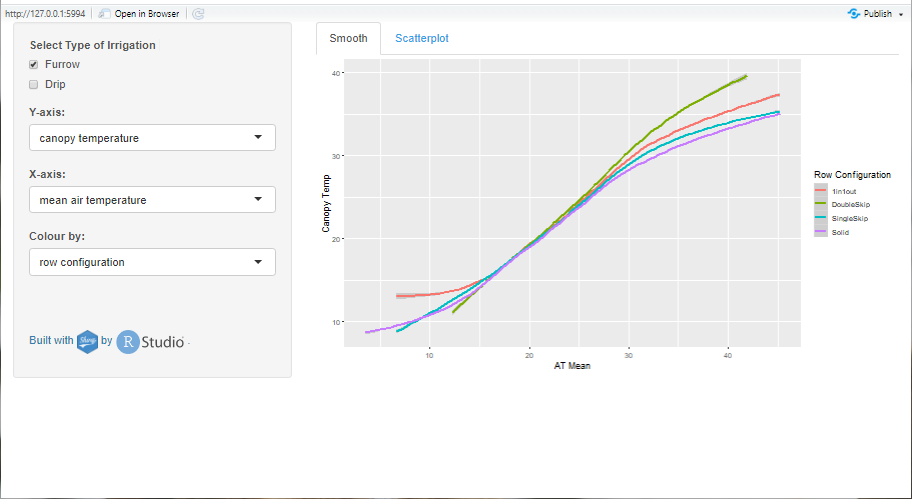 http://127.0.0.1:5994
Open in Browser
Publish
Select Type of Irrigation
Furrow
Drip
Y-axis:
canopy temperature
X-axis:
mean air temperature
Colour by:
row configuration
Built with Shiny by R Studio
Smooth
Scatterplot
Canopy Temp
40
30
20
10
10 20 30 40
AT Mean
Row Configuration
1in1out
DoubleSkip
SingleSkip
Solid